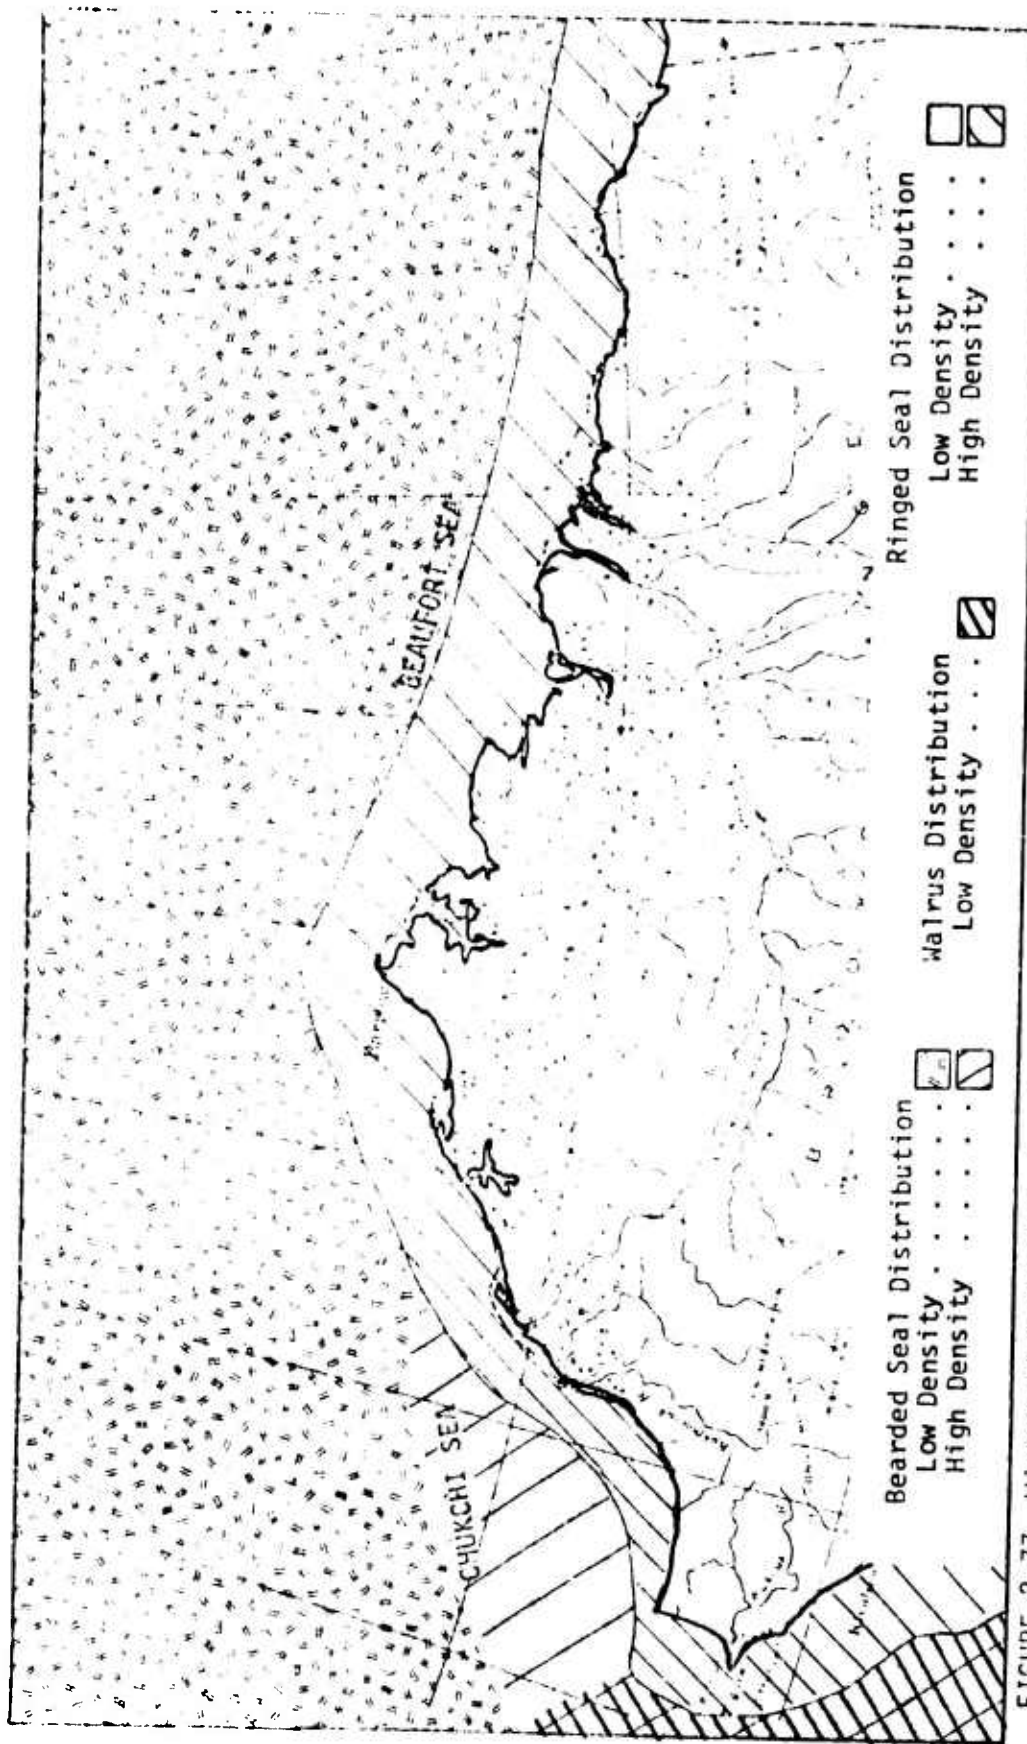 BEAUFORT SEA
CHUKCHI SEA
Bearded Seal Distribution
Low Density . . . . . .
High Density . . . . .
Walrus Distribution
Low Density . . .
Ringed Seal Distribution
Low Density . . . .
High Density . . . .